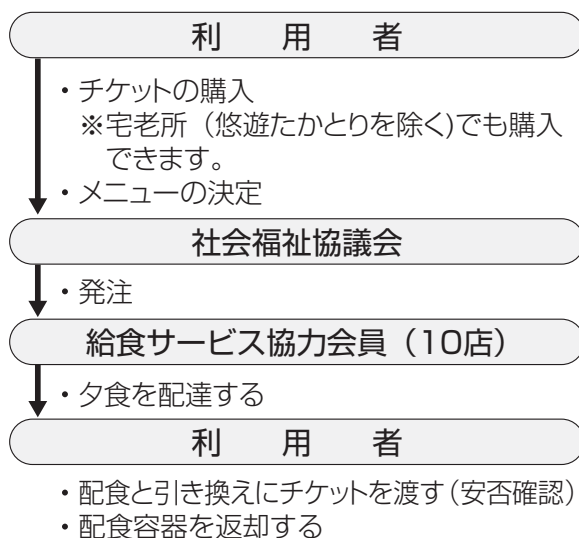 利用者
・チケットの購入
※宅老所（悠遊たかとりを除く)でも購入
できます。
・メニューの決定
社会福祉協議会
・発注
給食サービス協力会員（10店）
・夕食を配達する
利用者
・配食と引き換えにチケットを渡す（安否確認）
・配食容器を返却する